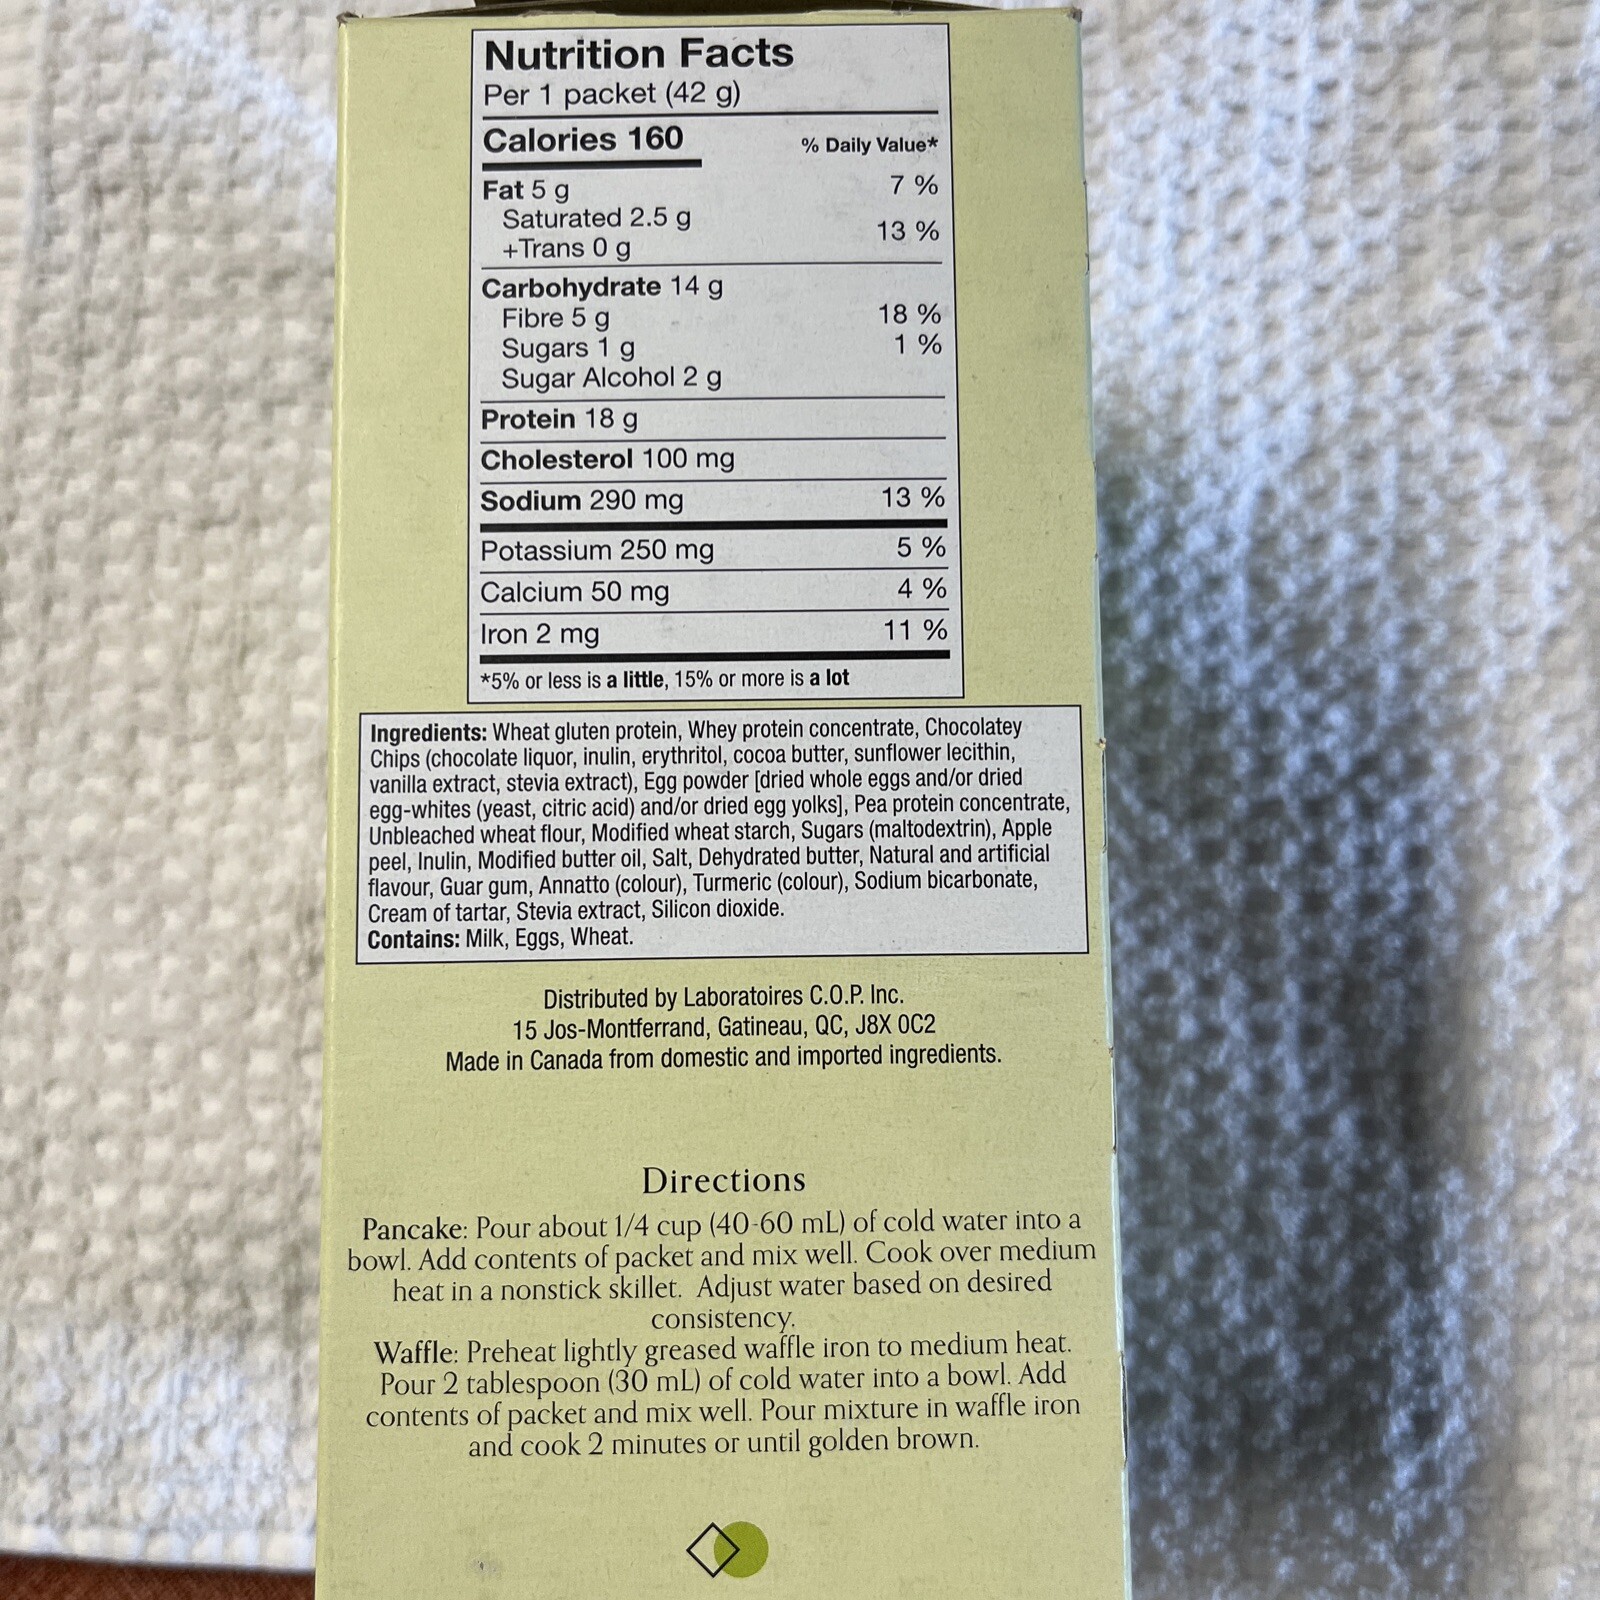 Nutrition Facts
Per 1 packet (42 g)
Calories 160
% Daily Value*
Fat 5 g 7 %
Saturated 2.5 g
+Trans 0 g
13 %
Carbohydrate 14 g
Fibre 5 g 18 %
Sugars 1 g 1 %
Sugar Alcohol 2 g
Protein 18 g
Cholesterol 100 mg
Sodium 290 mg 13 %
Potassium 250 mg 5 %
Calcium 50 mg 4 %
Iron 2 mg 11 %
*5% or less is a little, 15% or more is a lot
Ingredients: Wheat gluten protein, Whey protein concentrate, Chocolatey
Chips (chocolate liquor, inulin, erythritol, cocoa butter, sunflower lecithin,
vanilla extract, stevia extract), Egg powder [dried whole eggs and/or dried
egg-whites (yeast, citric acid) and/or dried egg yolks], Pea protein concentrate,
Unbleached wheat flour, Modified wheat starch, Sugars (maltodextrin), Apple
peel, Inulin, Modified butter oil, Salt, Dehydrated butter, Natural and artificial
flavour, Guar gum, Annatto (colour), Turmeric (colour), Sodium bicarbonate,
Cream of tartar, Stevia extract, Silicon dioxide.
Contains: Milk, Eggs, Wheat.
Distributed by Laboratoires C.O.P. Inc.
15 Jos-Montferrand, Gatineau, QC, J8X 0C2
Made in Canada from domestic and imported ingredients.
Directions
Pancake: Pour about 1/4 cup (40-60 mL) of cold water into a
bowl. Add contents of packet and mix well. Cook over medium
heat in a nonstick skillet. Adjust water based on desired
consistency.
Waffle: Preheat lightly greased waffle iron to medium heat.
Pour 2 tablespoon (30 mL) of cold water into a bowl. Add
contents of packet and mix well. Pour mixture in waffle iron
and cook 2 minutes or until golden brown.